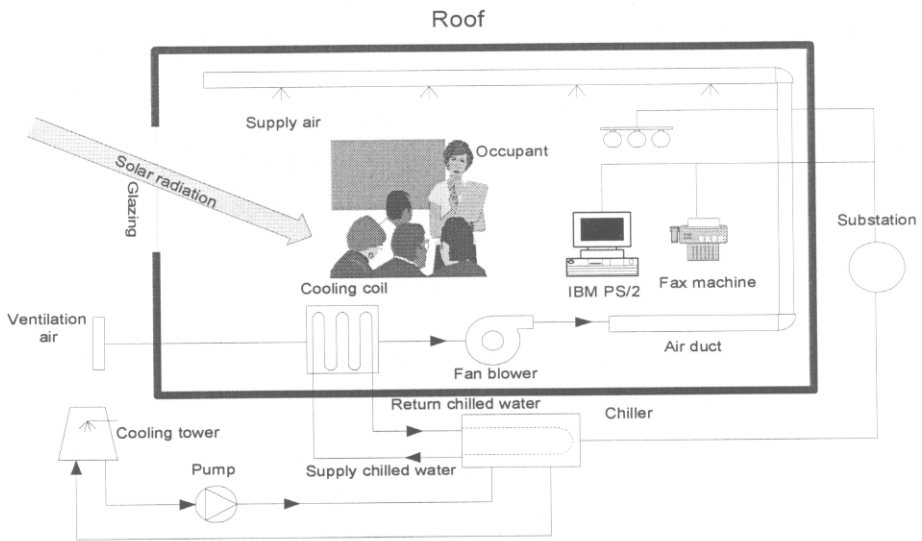 Roof
Supply air
Occupant
Solar radiation
Glazing
Substation
IBM PS/2
Fax machine
Cooling coil
Ventilation
air
Air duct
Fan blower
Return chilled water
Chiller
Cooling tower
Supply chilled water
Pump